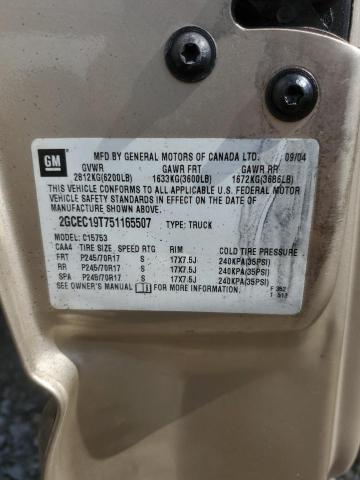 GM MFD BY GENERAL MOTORS OF CANADA LTD. 09/04
GVWR GAWR FRT GAWR RR
2812KG(6200LB) 1633KG(3600LB) 1672KG(3686LB)
THIS VEHICLE CONFORMS TO ALL APPLICABLE U.S. FEDERAL MOTOR
VEHICLE SAFETY STANDARDS IN EFFECT ON THE DATE OF
MANUFACTURE SHOWN ABOVE.
2GCEC19T751165507 TYPE: TRUCK
MODEL: C15753
CAA4 TIRE SIZE SPEED RTG RIM COLD TIRE PRESSURE
FRT P245/70R17 S 17X7.5J 240KPA(35PSI)
RR P245/70R17 S 17X7.5J 240KPA(35PSI)
SPA P245/70R17 S 17X7.5J 240KPA(35PSI)
SEE OWNER'S MANUAL FOR MORE INFORMATION F 352
T 513